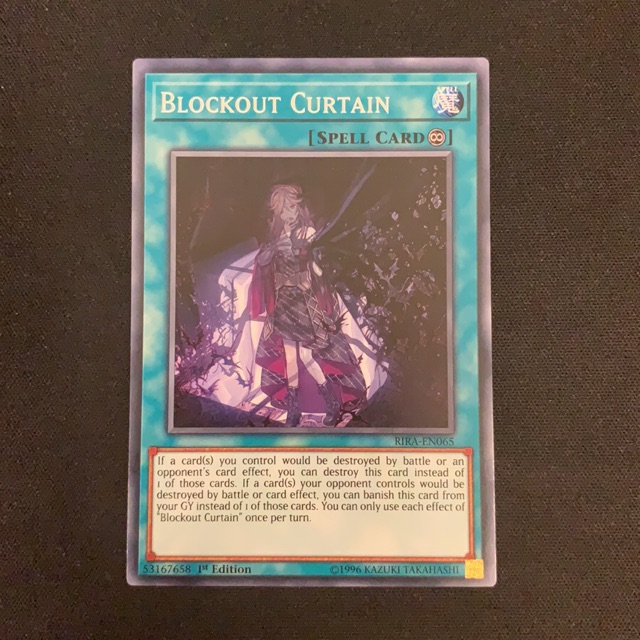 BLOCKOUT CURTAIN
SPELL
魔
[SPELL CARD]
RIRA-EN065
If a card(s) you control would be destroyed by battle or an
opponent's card effect, you can destroy this card instead of
1 of those cards. If a card(s) your opponent controls would be
destroyed by battle or card effect, you can banish this card from
your GY instead of 1 of those cards. You can only use each effect of
"Blockout Curtain" once per turn.
53167658 1st Edition ©1996 KAZUKI TAKAHASHI